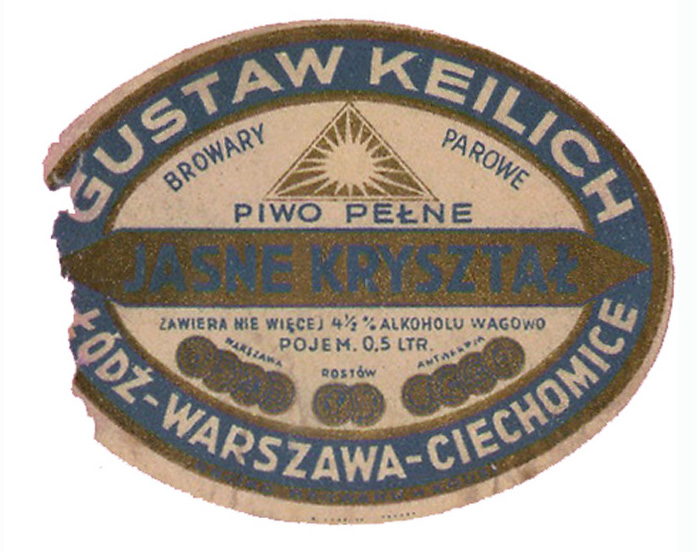 GUSTAW KEILICH
BROWARY PAROWE
PIWO PEŁNE
JASNE KRYSZTAŁ
ZAWIERA NIE WIĘCEJ 4½% ALKOHOLU WAGOWO
POJEM. 0,5 LTR.
WARSZAWA
ROSTÓW
ANTWERPIA
ŁÓDŹ-WARSZAWA-CIECHOMICE